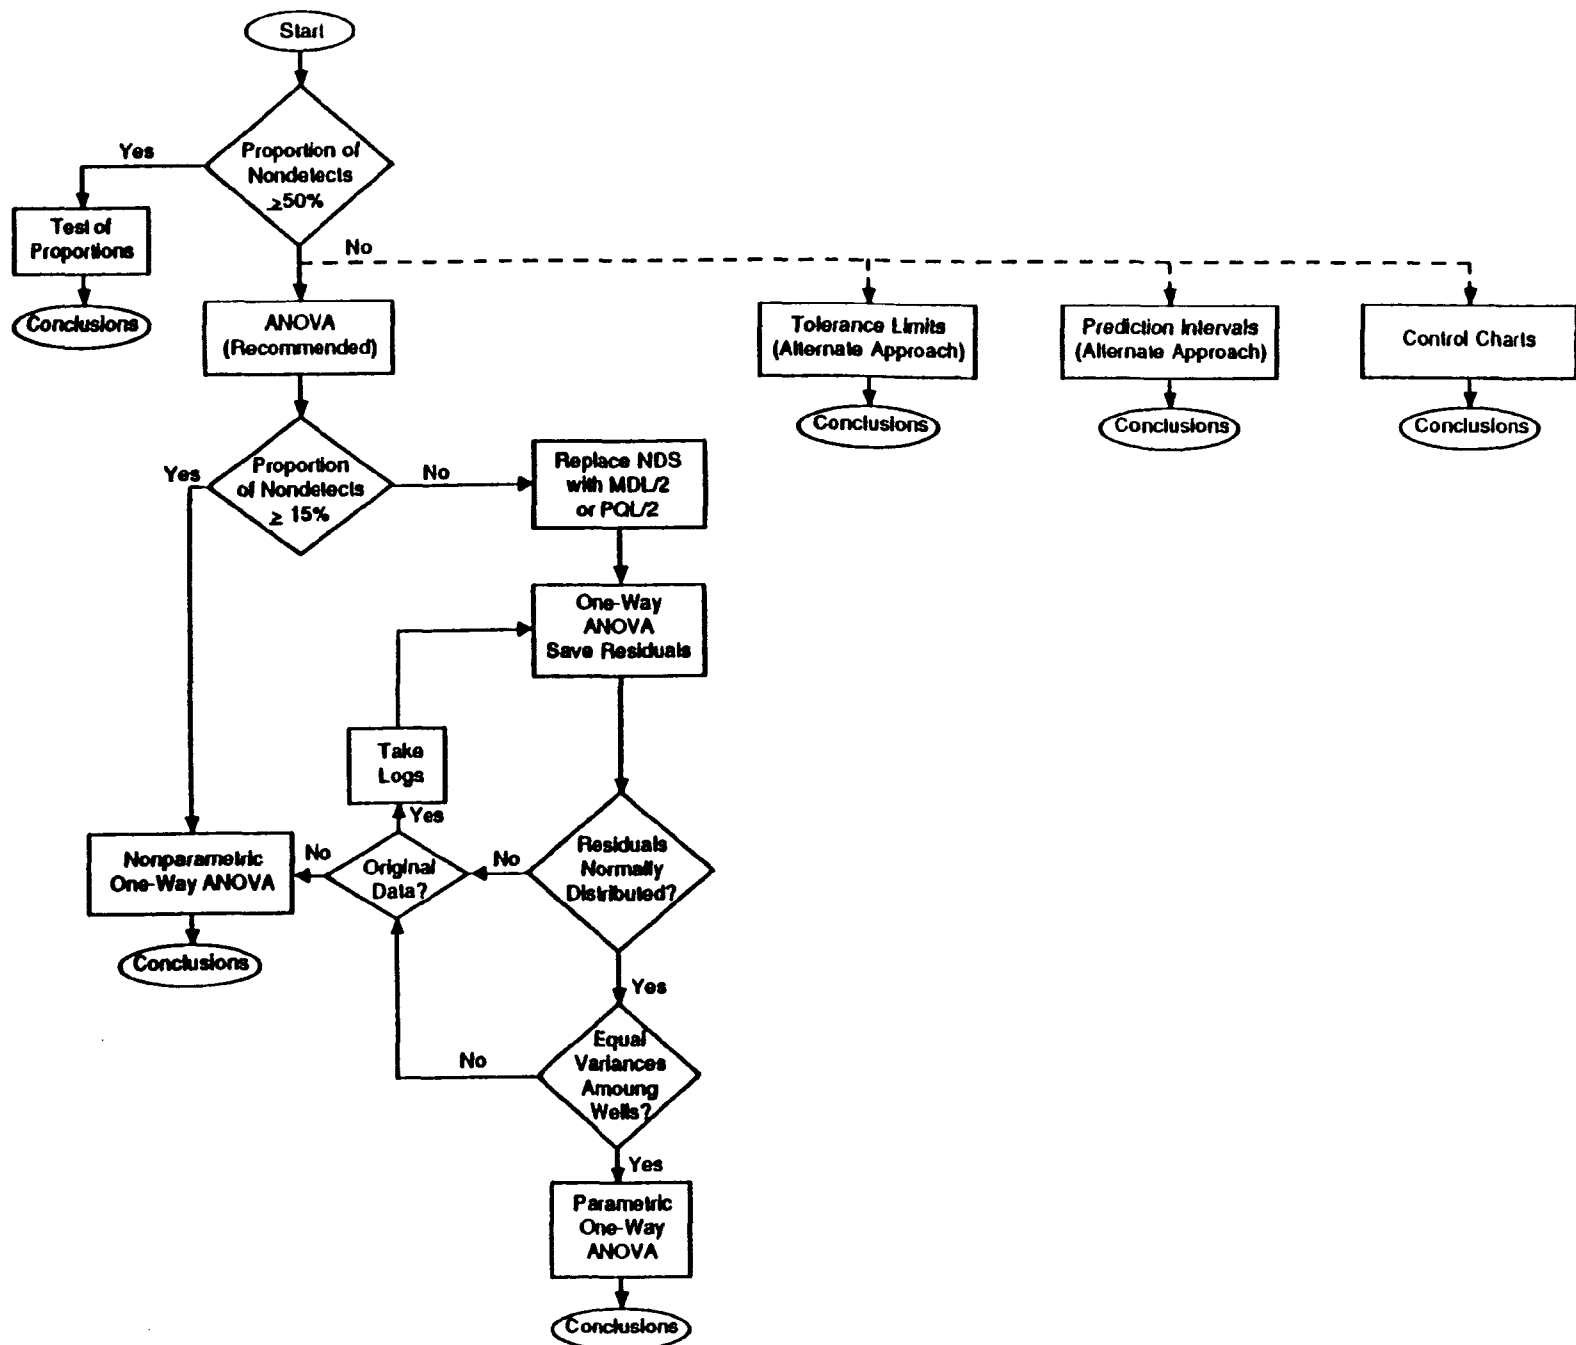 Start
Yes
Proportion of
Nondetects
≥50%
Test of
Proportions
No
Conclusions
ANOVA
(Recommended)
Tolerance Limits
(Alternate Approach)
Prediction Intervals
(Alternate Approach)
Control Charts
Conclusions
Conclusions
Conclusions
Yes
Proportion
of Nondetects
≥ 15%
No
Replace NDS
with MDL/2
or PQL/2
One-Way
ANOVA
Save Residuals
Take
Logs
Yes
Nonparametric
One-Way ANOVA
No
Original
Data?
No
Residuals
Normally
Distributed?
Conclusions
Yes
No
Equal
Variances
Amoung
Wells?
Yes
Parametric
One-Way
ANOVA
Conclusions